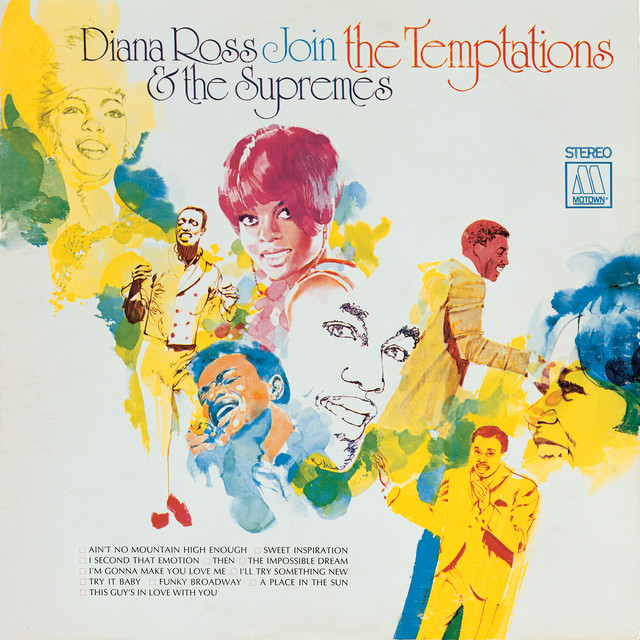 Diana Ross Join the Temptations
& the Supremes
STEREO
M
MOTOWN®
□ AIN'T NO MOUNTAIN HIGH ENOUGH □ SWEET INSPIRATION
□ I SECOND THAT EMOTION □ THEN □ THE IMPOSSIBLE DREAM
□ I'M GONNA MAKE YOU LOVE ME □ I'LL TRY SOMETHING NEW
□ TRY IT BABY □ FUNKY BROADWAY □ A PLACE IN THE SUN
□ THIS GUY'S IN LOVE WITH YOU